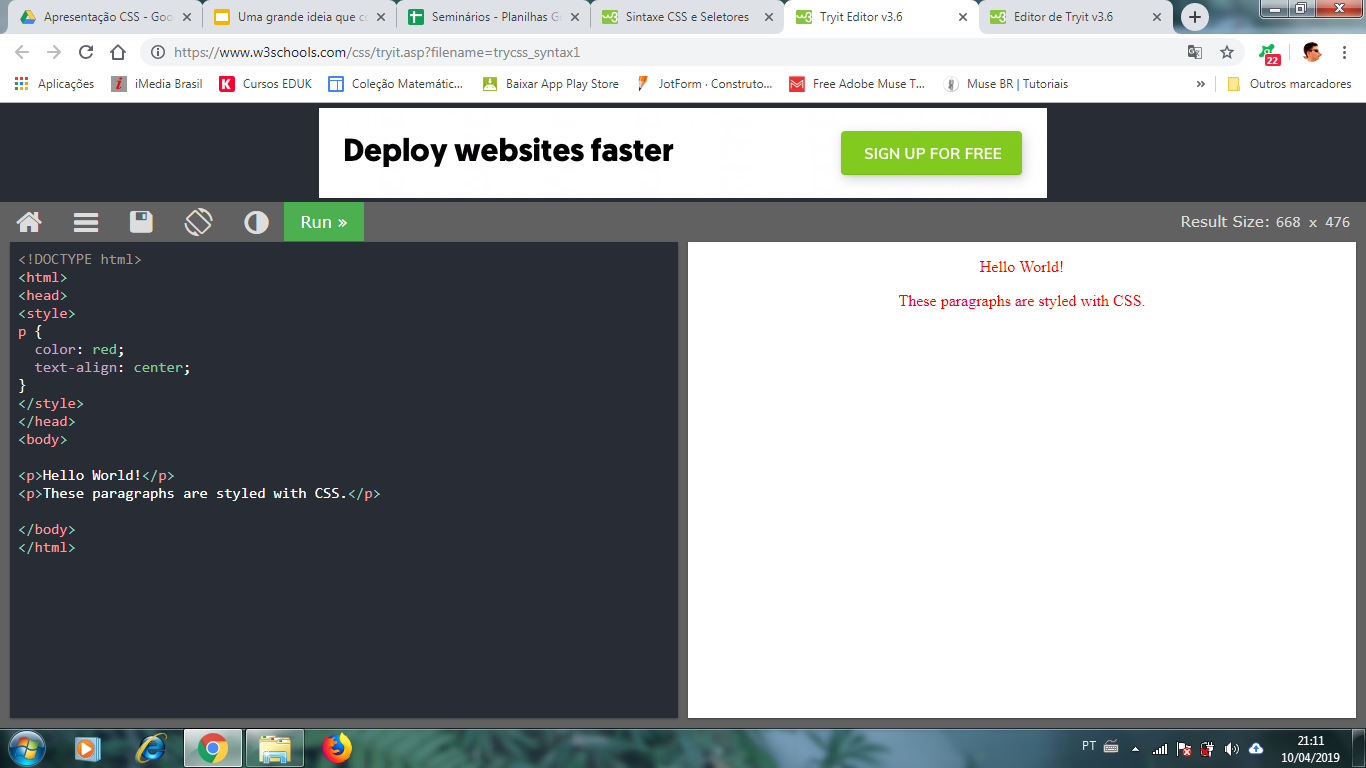 Apresentação CSS - Goo
Uma grande ideia que co
Seminários - Planilhas G
Sintaxe CSS e Seletores
Tryit Editor v3.6
Editor de Tryit v3.6
https://www.w3schools.com/css/tryit.asp?filename=trycss_syntax1
22
Aplicações
iMedia Brasil
Cursos EDUK
Coleção Matemátic...
Baixar App Play Store
JotForm · Construto...
Free Adobe Muse T...
Muse BR | Tutoriais
»
Outros marcadores
Deploy websites faster
SIGN UP FOR FREE
Run »
Result Size: 668 x 476
<!DOCTYPE html>
<html>
<head>
<style>
p {
  color: red;
  text-align: center;
}
</style>
</head>
<body>
<p>Hello World!</p>
<p>These paragraphs are styled with CSS.</p>
</body>
</html>
Hello World!
These paragraphs are styled with CSS.
PT
21:11
10/04/2019